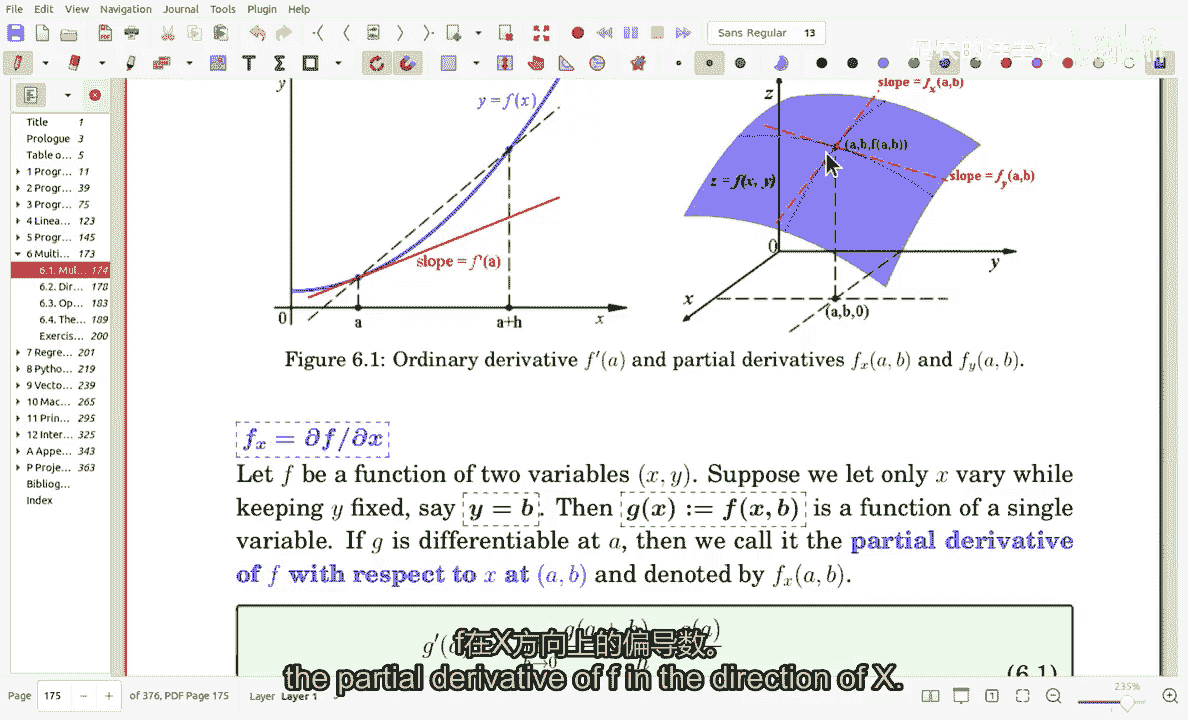 File Edit View Navigation Journal Tools Plugin Help
Sans Regular 13
Title 1
Prologue 3
Table o... 5
1 Progr... 11
2 Progr... 39
3 Progr... 75
4 Linea... 123
5 Progr... 145
6 Multi... 173
6.1. Mul... 174
6.2. Dir... 178
6.3. Op... 183
6.4. The... 189
Exercis... 200
7 Regre... 201
8 Pytho... 219
9 Vecto... 239
10 Mac... 265
11 Prin... 295
12 Inter... 325
A Appe... 343
P Proje... 363
Bibliog...
Index
y
y = f(x)
slope = f'(a)
0
a
a+h
x
z
slope = fₓ(a,b)
(a,b,f(a,b))
z = f(x, y)
slope = f_y(a,b)
0
y
x
(a,b,0)
Figure 6.1: Ordinary derivative f′(a) and partial derivatives fₓ(a, b) and f_y(a, b).
fₓ = ∂f/∂x
Let f be a function of two variables (x, y). Suppose we let only x vary while
keeping y fixed, say y = b. Then g(x) := f(x, b) is a function of a single
variable. If g is differentiable at a, then we call it the partial derivative
of f with respect to x at (a, b) and denoted by fₓ(a, b).
(6.1)
f在X方向上的偏导数。
the partial derivative of f in the direction of X.
Page 175 of 376, PDF Page 175 Layer Layer 1
235%